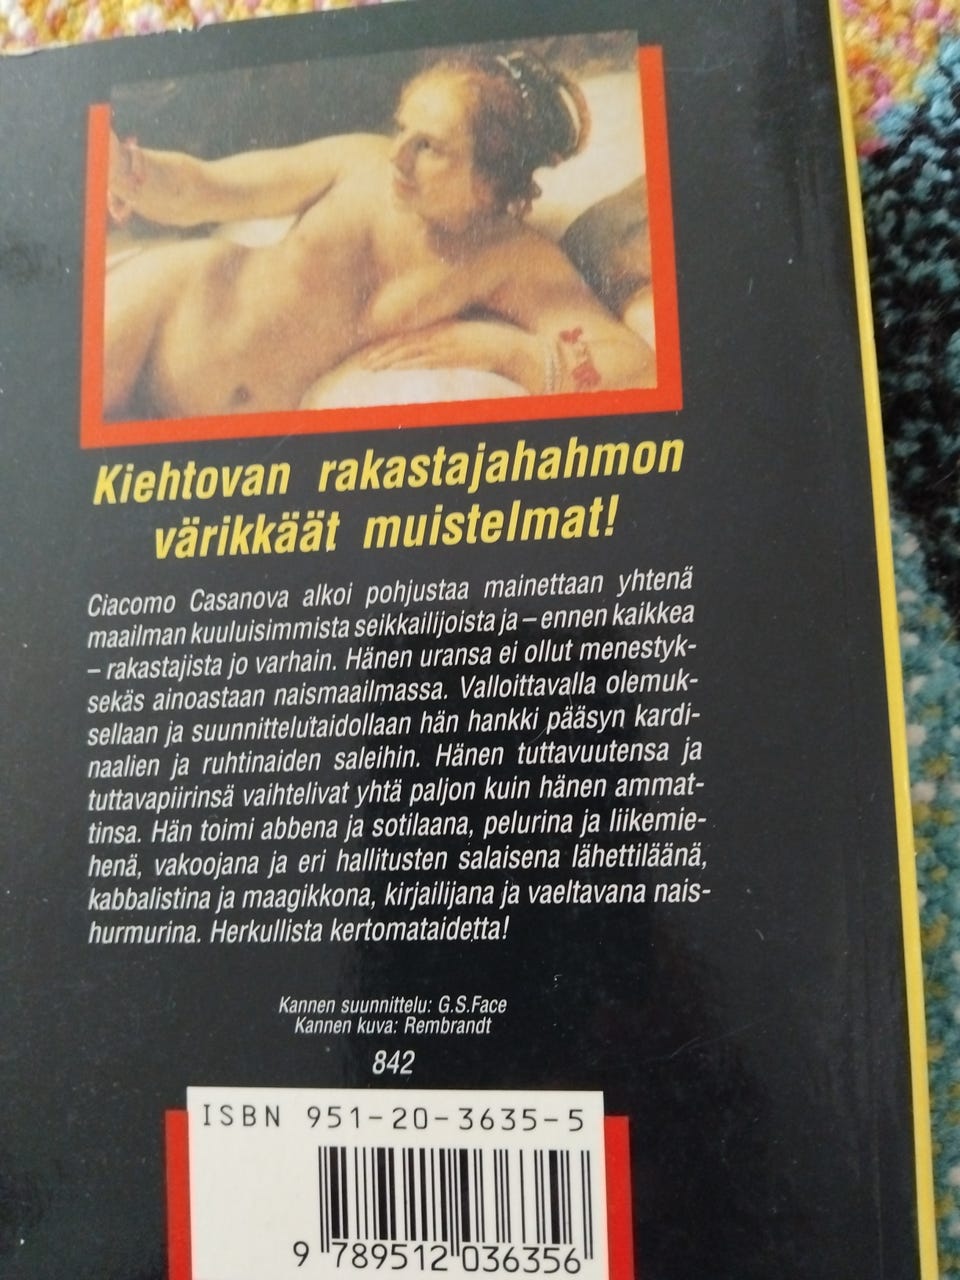 Kiehtovan rakastajahahmon
värikkäät muistelmat!
Ciacomo Casanova alkoi pohjustaa mainettaan yhtenä
maailman kuuluisimmista seikkailijoista ja – ennen kaikkea
– rakastajista jo varhain. Hänen uransa ei ollut menestyk-
sekäs ainoastaan naismaailmassa. Valloittavalla olemuk-
sellaan ja suunnittelutaidollaan hän hankki pääsyn kardi-
naalien ja ruhtinaiden saleihin. Hänen tuttavuutensa ja
tuttavapiirinsä vaihtelivat yhtä paljon kuin hänen ammat-
tinsa. Hän toimi abbena ja sotilaana, pelurina ja liikemie-
henä, vakoojana ja eri hallitusten salaisena lähettiläänä,
kabbalistina ja maagikkona, kirjailijana ja vaeltavana nais-
hurmurina. Herkullista kertomataidetta!
Kannen suunnittelu: G.S.Face
Kannen kuva: Rembrandt
842
ISBN 951-20-3635-5
9 789512 036356